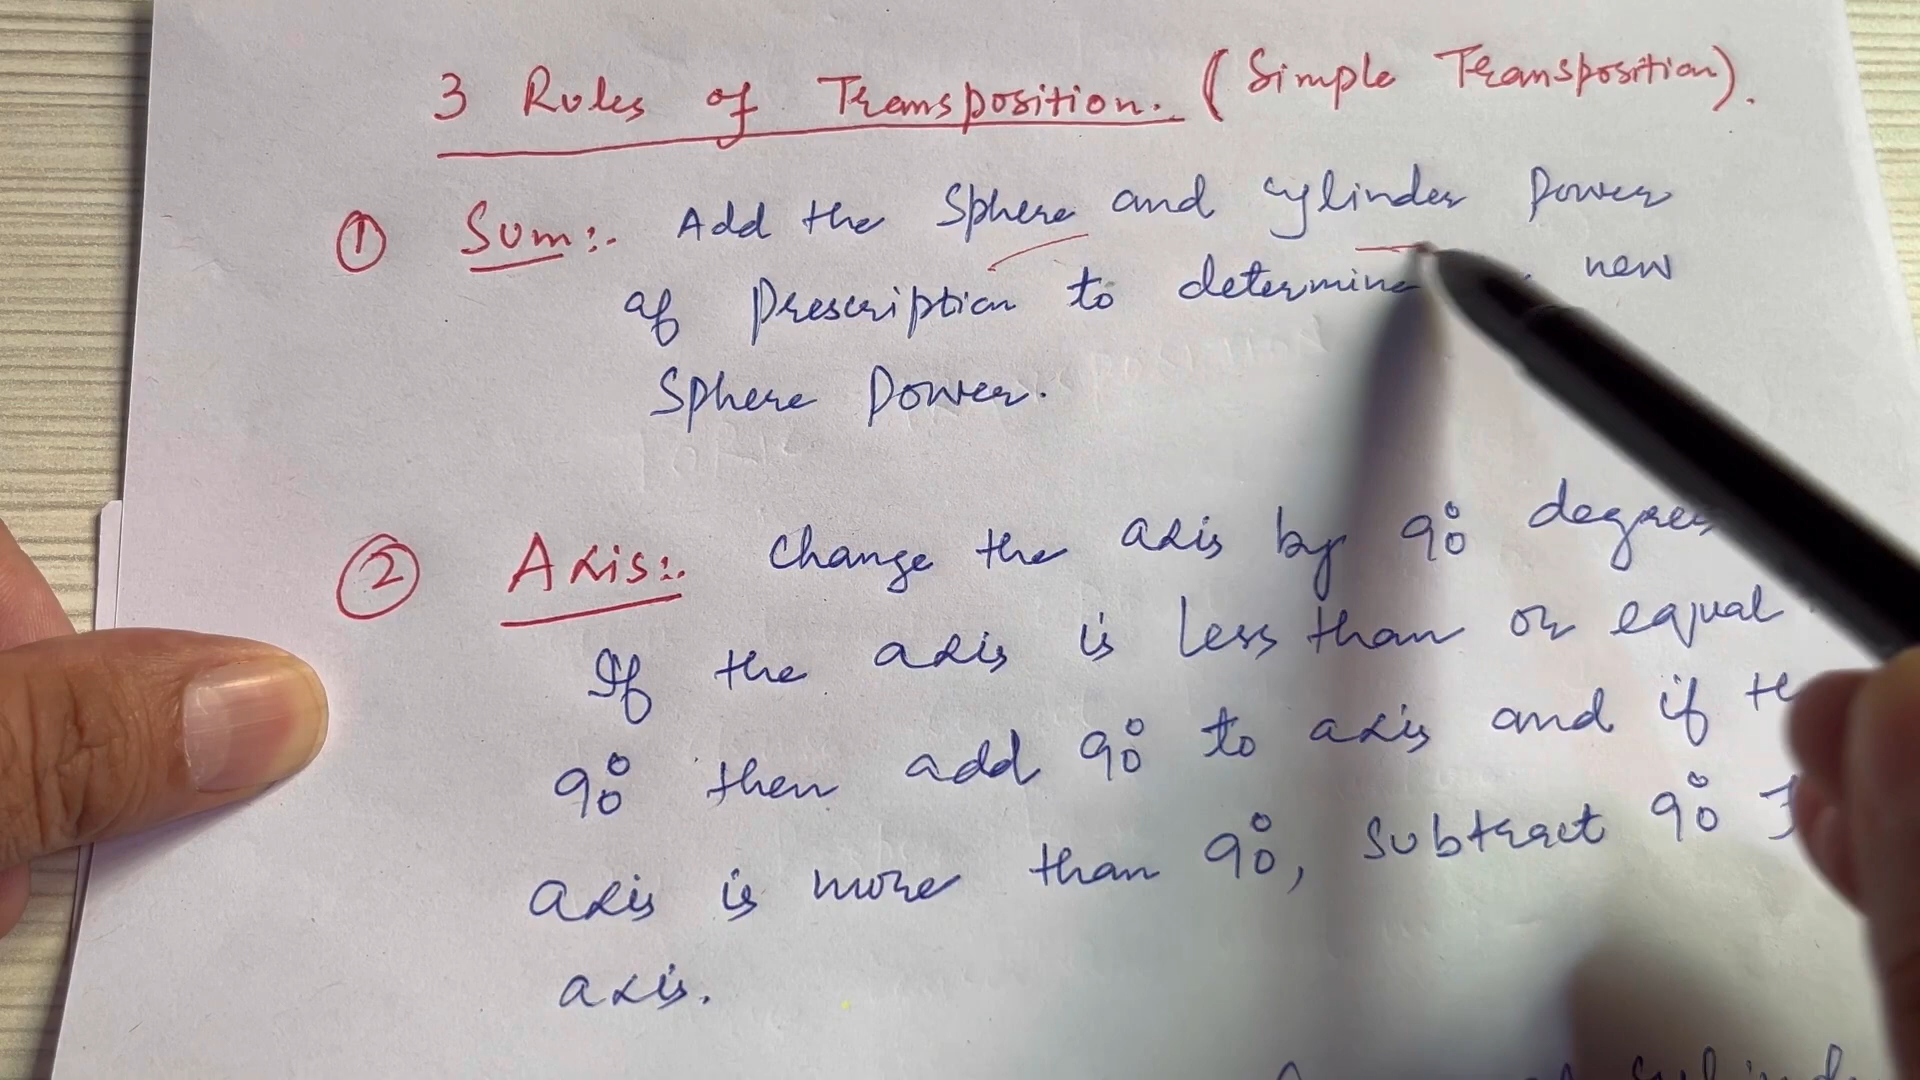 3 Rules of Transposition. (Simple Transposition).
① Sum:- Add the Sphere and cylinder Power
of Prescription to determine new
Sphere Power.
② Axis:- Change the axis by 90° degrees
If the axis is less than or equal
90° then add 90° to axis and if
axis is more than 90°, Subtract 90°
axis.